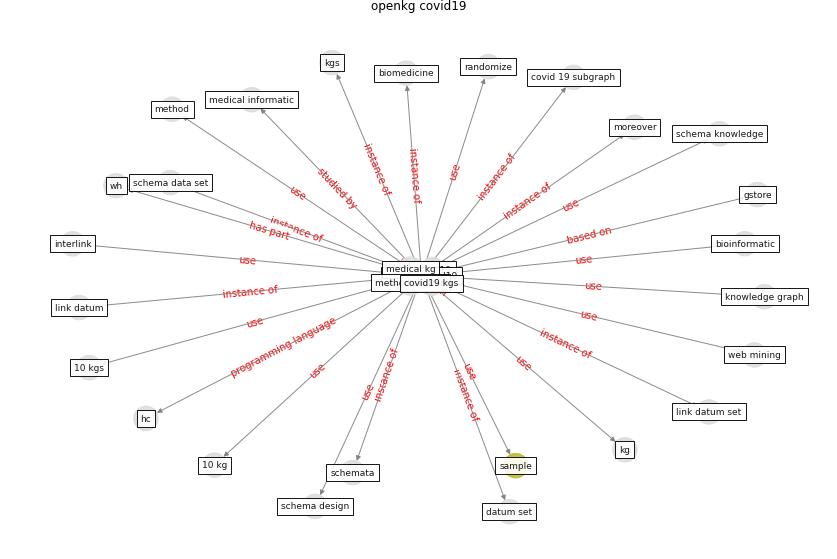 openkg covid19
kgs
biomedicine
randomize
covid 19 subgraph
medical informatic
method
moreover
schema knowledge
wh
schema data set
gstore
interlink
bioinformatic
link datum
knowledge graph
10 kgs
web mining
hc
link datum set
10 kg
kg
schemata
sample
schema design
datum set
medical kg
covid19 kgs
instance of
instance of
use
instance of
studied by
use
instance of
use
instance of
has part
based on
use
use
instance of
use
use
use
programming language
instance of
use
use
use
instance of
use
instance of